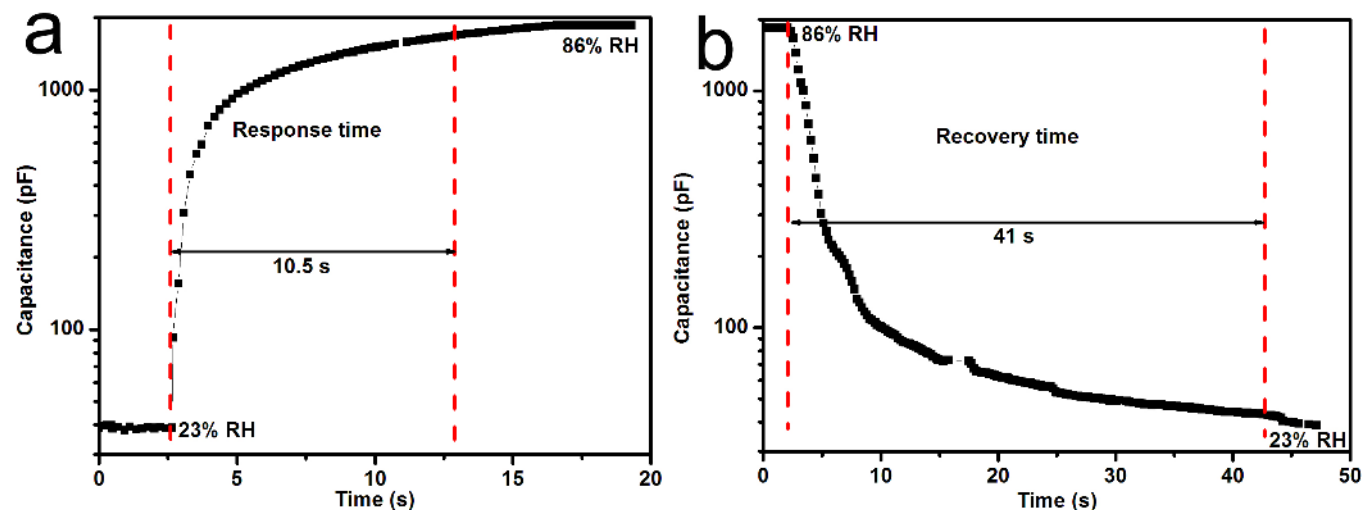 a
86% RH
1000
Response time
Capacitance (pF)
10.5 s
100
23% RH
0 5 10 15 20
Time (s)
b
86% RH
1000
Recovery time
Capacitance (pF)
41 s
100
23% RH
0 10 20 30 40 50
Time (s)